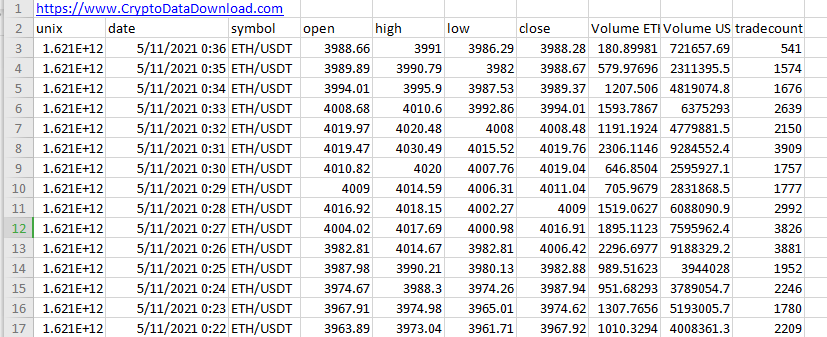 1 https://www.CryptoDataDownload.com
2 unix date symbol open high low close Volume ETH Volume US tradecount
3 1.621E+12 5/11/2021 0:36 ETH/USDT 3988.66 3991 3986.29 3988.28 180.89981 721657.69 541
4 1.621E+12 5/11/2021 0:35 ETH/USDT 3989.89 3990.79 3982 3988.67 579.97696 2311395.5 1574
5 1.621E+12 5/11/2021 0:34 ETH/USDT 3994.01 3995.9 3987.53 3989.37 1207.506 4819074.8 1676
6 1.621E+12 5/11/2021 0:33 ETH/USDT 4008.68 4010.6 3992.86 3994.01 1593.7867 6375293 2639
7 1.621E+12 5/11/2021 0:32 ETH/USDT 4019.97 4020.48 4008 4008.48 1191.1924 4779881.5 2150
8 1.621E+12 5/11/2021 0:31 ETH/USDT 4019.47 4030.49 4015.52 4019.76 2306.1146 9284552.4 3909
9 1.621E+12 5/11/2021 0:30 ETH/USDT 4010.82 4020 4007.76 4019.04 646.8504 2595927.1 1757
10 1.621E+12 5/11/2021 0:29 ETH/USDT 4009 4014.59 4006.31 4011.04 705.9679 2831868.5 1777
11 1.621E+12 5/11/2021 0:28 ETH/USDT 4016.92 4018.15 4002.27 4009 1519.0627 6088090.9 2992
12 1.621E+12 5/11/2021 0:27 ETH/USDT 4004.02 4017.69 4000.98 4016.91 1895.1123 7595962.4 3826
13 1.621E+12 5/11/2021 0:26 ETH/USDT 3982.81 4014.67 3982.81 4006.42 2296.6977 9188329.2 3881
14 1.621E+12 5/11/2021 0:25 ETH/USDT 3987.98 3990.21 3980.13 3982.88 989.51623 3944028 1952
15 1.621E+12 5/11/2021 0:24 ETH/USDT 3974.67 3988.3 3974.26 3987.94 951.68293 3789054.7 2246
16 1.621E+12 5/11/2021 0:23 ETH/USDT 3967.91 3974.98 3965.01 3974.62 1307.7656 5193005.7 1780
17 1.621E+12 5/11/2021 0:22 ETH/USDT 3963.89 3973.04 3961.71 3967.92 1010.3294 4008361.3 2209